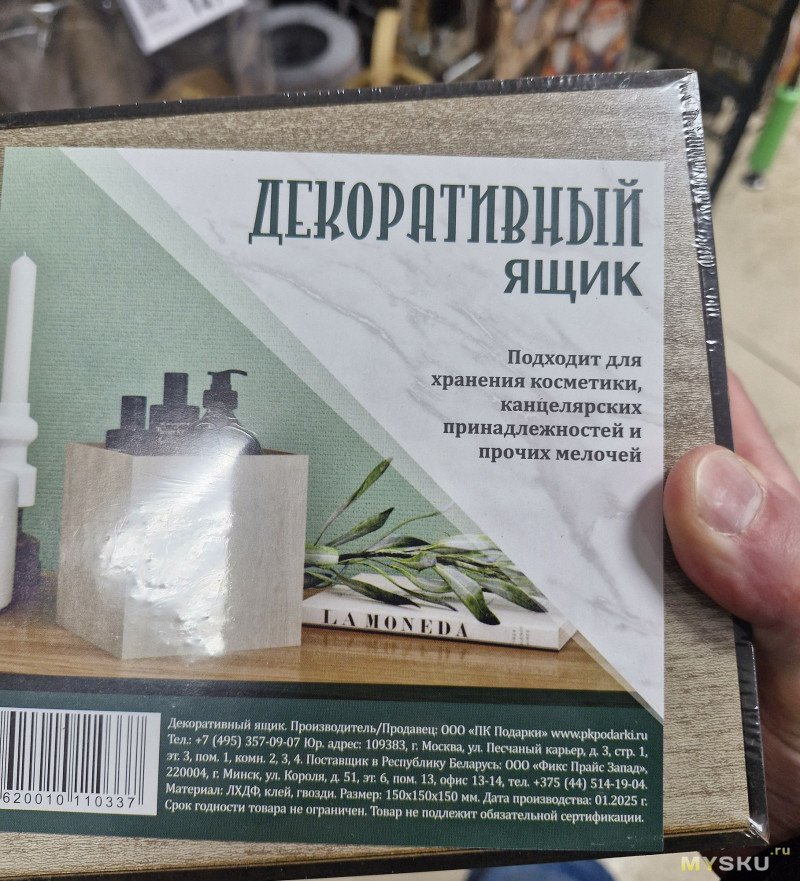 ДЕКОРАТИВНЫЙ
ЯЩИК
Подходит для
хранения косметики,
канцелярских
принадлежностей и
прочих мелочей
LA MONEDA
Декоративный ящик. Производитель/Продавец: ООО «ПК Подарки» www.pkpodarki.ru
Тел.: +7 (495) 357-09-07 Юр. адрес: 109383, г. Москва, ул. Песчаный карьер, д. 3, стр. 1,
эт. 3, пом. 1, комн. 2, 3, 4. Поставщик в Республику Беларусь: ООО «Фикс Прайс Запад»,
220004, г. Минск, ул. Короля, д. 51, эт. 6, пом. 13, офис 13-14, тел. +375 (44) 514-19-04.
Материал: ЛХДФ, клей, гвозди. Размер: 150х150х150 мм. Дата производства: 01.2025 г.
Срок годности товара не ограничен. Товар не подлежит обязательной сертификации.
620010 110337
MYSKU.ru